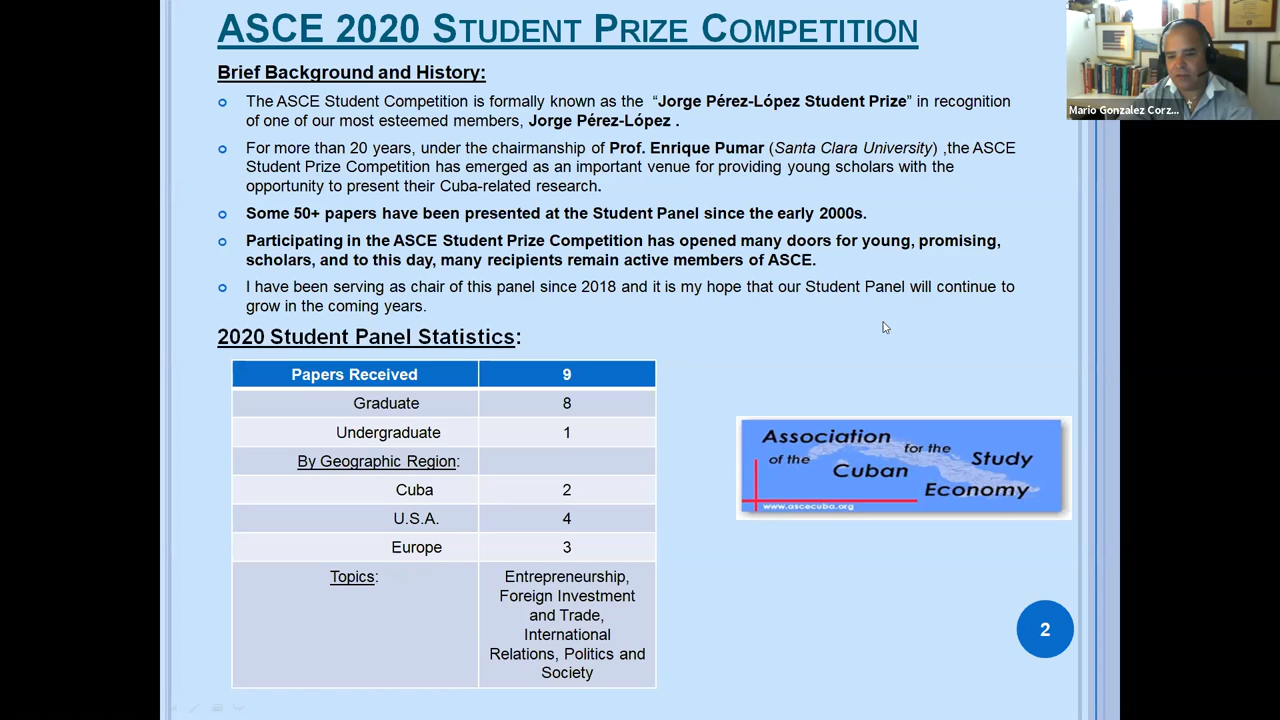 ASCE 2020 STUDENT PRIZE COMPETITION
Mario Gonzalez Corz...
Brief Background and History:
The ASCE Student Competition is formally known as the “Jorge Pérez-López Student Prize” in recognition
of one of our most esteemed members, Jorge Pérez-López .
For more than 20 years, under the chairmanship of Prof. Enrique Pumar (Santa Clara University) ,the ASCE
Student Prize Competition has emerged as an important venue for providing young scholars with the
opportunity to present their Cuba-related research.
Some 50+ papers have been presented at the Student Panel since the early 2000s.
Participating in the ASCE Student Prize Competition has opened many doors for young, promising,
scholars, and to this day, many recipients remain active members of ASCE.
I have been serving as chair of this panel since 2018 and it is my hope that our Student Panel will continue to
grow in the coming years.
2020 Student Panel Statistics:
Papers Received 9
Graduate 8
Undergraduate 1
By Geographic Region:
Cuba 2
U.S.A. 4
Europe 3
Topics: Entrepreneurship,
Foreign Investment
and Trade,
International
Relations, Politics and
Society
Association for the Study
of the Cuban
Economy
www.ascecuba.org
2